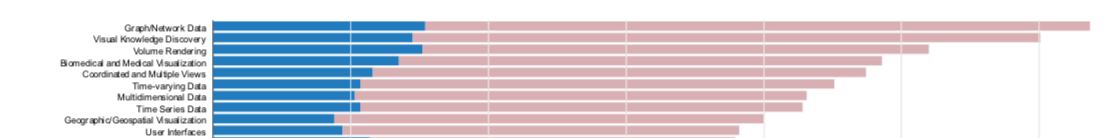 Graph/Network Data
Visual Knowledge Discovery
Volume Rendering
Biomedical and Medical Visualization
Coordinated and Multiple Views
Time-varying Data
Multidimensional Data
Time Series Data
Geographic/Geospatial Visualization
User Interfaces